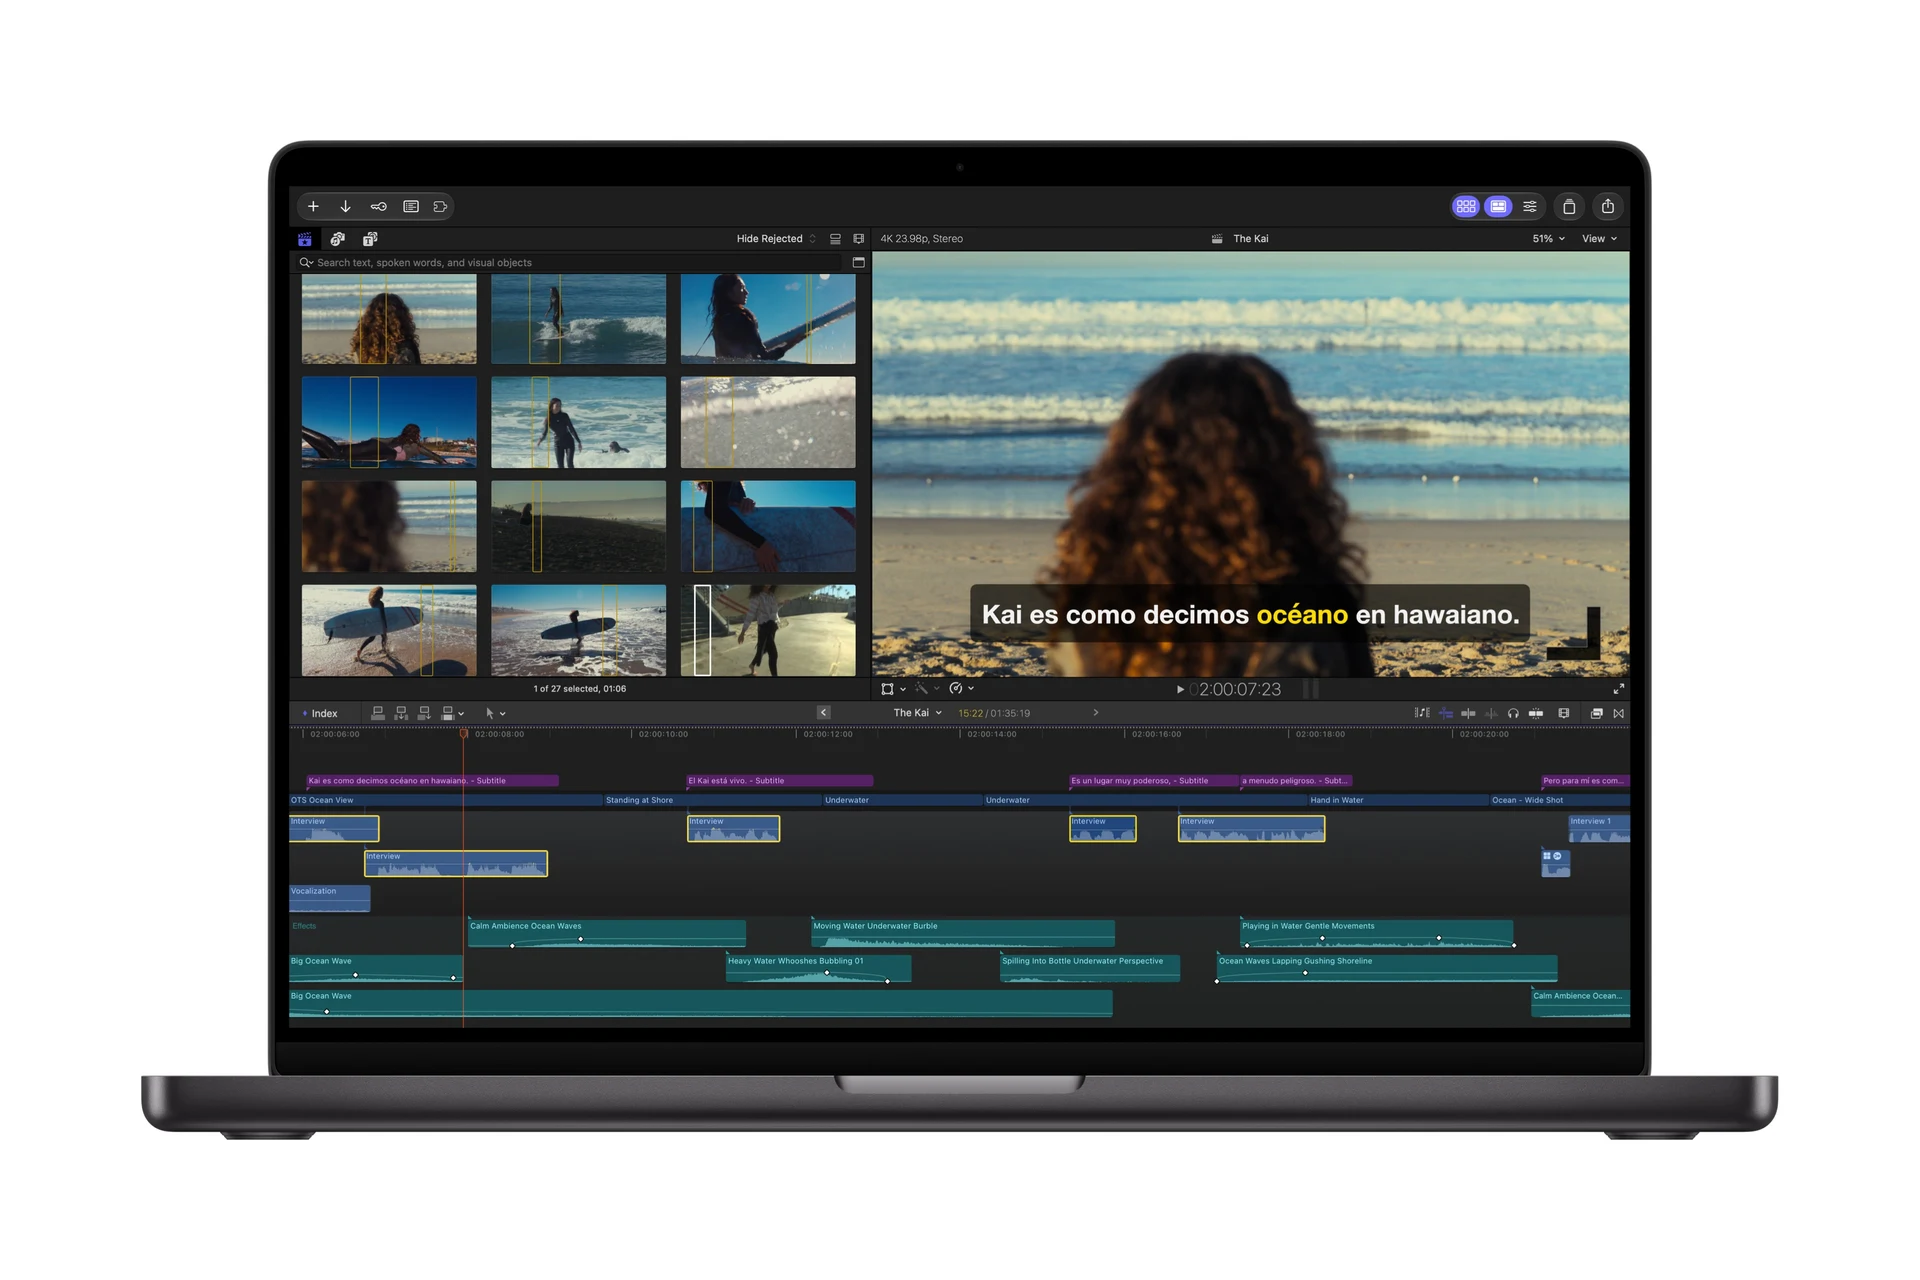 Hide Rejected
4K 23.98p, Stereo
The Kai
51%
View
Search text, spoken words, and visual objects
Kai es como decimos océano en hawaiano.
1 of 27 selected, 01:06
02:00:07:23
Index
The Kai
15:22 / 01:35:19
02:00:06:00
02:00:08:00
02:00:10:00
02:00:12:00
02:00:14:00
02:00:16:00
02:00:18:00
02:00:20:00
Kai es como decimos océano en hawaiano. - Subtitle
El Kai está vivo. - Subtitle
Es un lugar muy poderoso, - Subtitle
a menudo peligroso. - Subt...
Pero para mí es com...
OTS Ocean View
Standing at Shore
Underwater
Underwater
Hand in Water
Ocean - Wide Shot
Interview
Interview
Interview
Interview
Interview 1
Interview
Vocalization
Effects
Calm Ambience Ocean Waves
Moving Water Underwater Burble
Playing in Water Gentle Movements
Big Ocean Wave
Heavy Water Whooshes Bubbling 01
Spilling Into Bottle Underwater Perspective
Ocean Waves Lapping Gushing Shoreline
Big Ocean Wave
Calm Ambience Ocean...